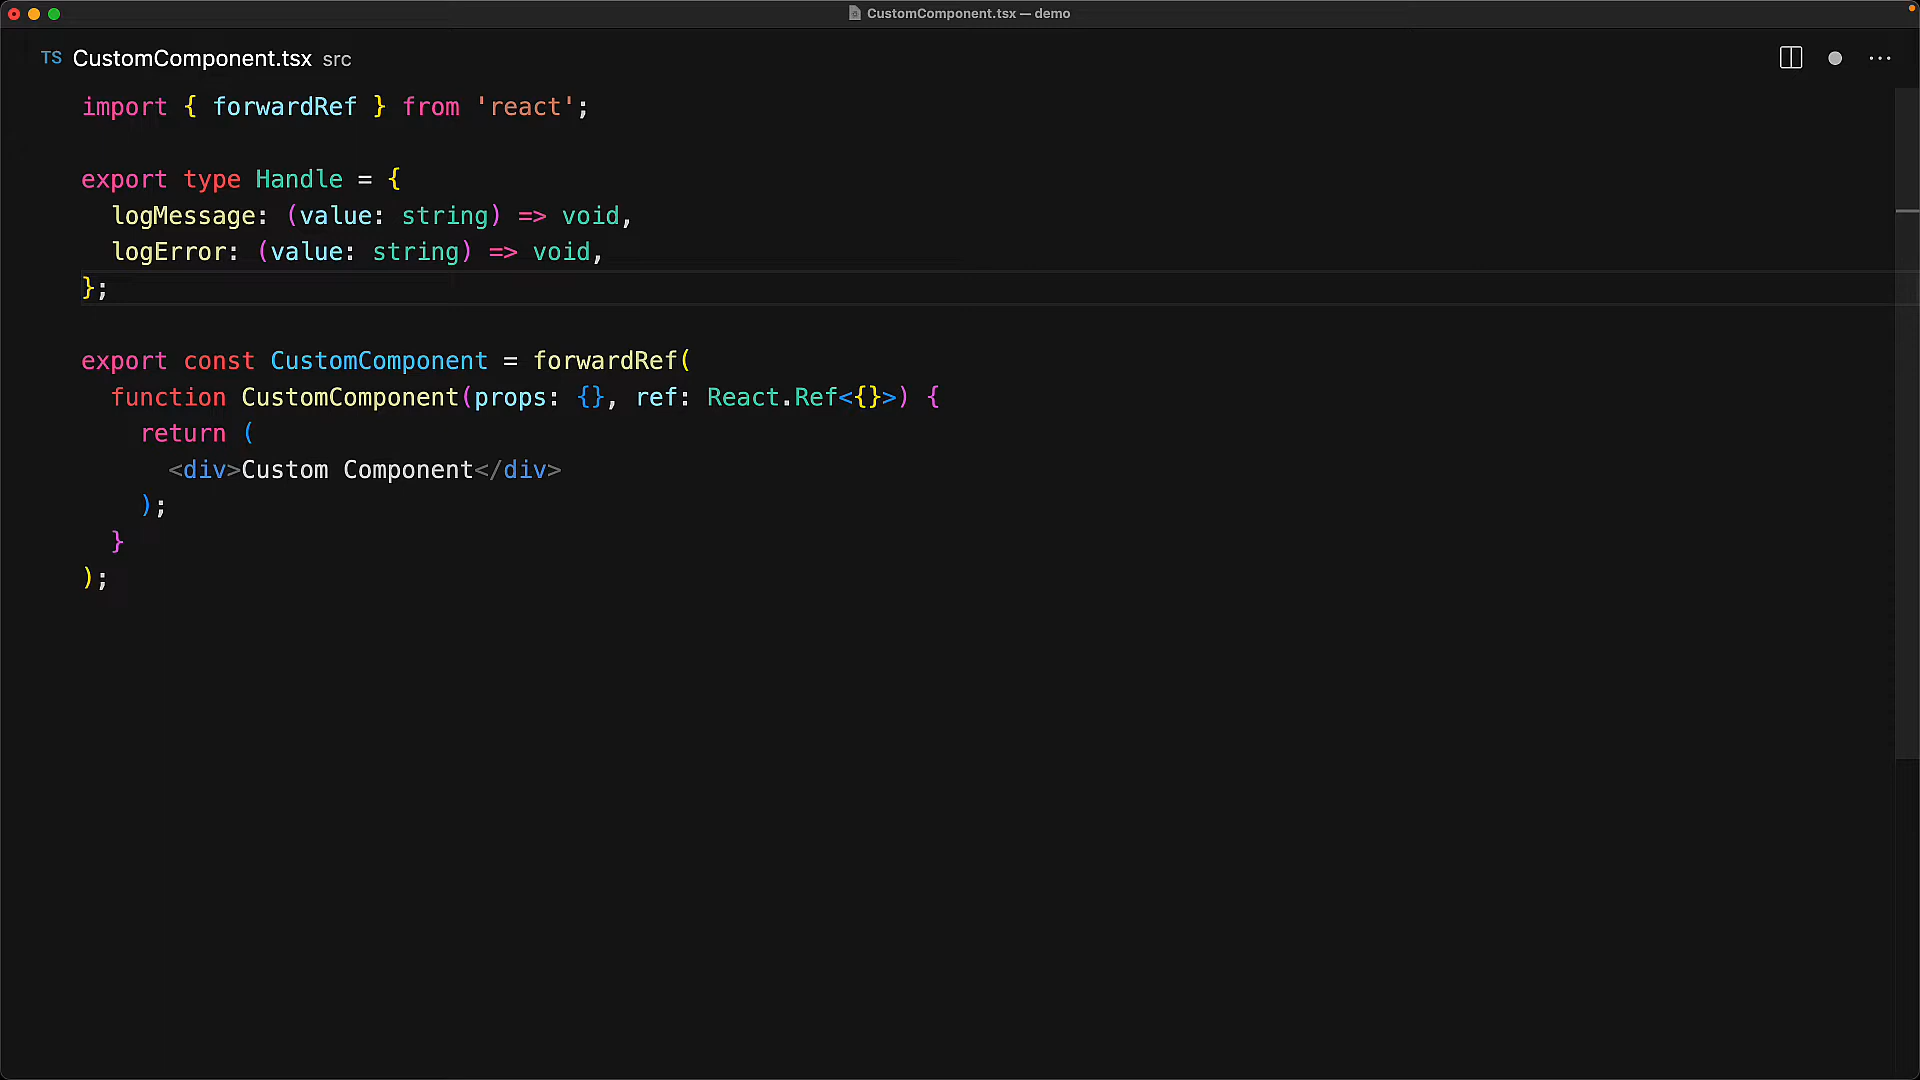 CustomComponent.tsx — demo
TS CustomComponent.tsx src
import { forwardRef } from 'react';
export type Handle = {
logMessage: (value: string) => void,
logError: (value: string) => void,
};
export const CustomComponent = forwardRef(
function CustomComponent(props: {}, ref: React.Ref<{}>) {
return (
<div>Custom Component</div>
);
}
);